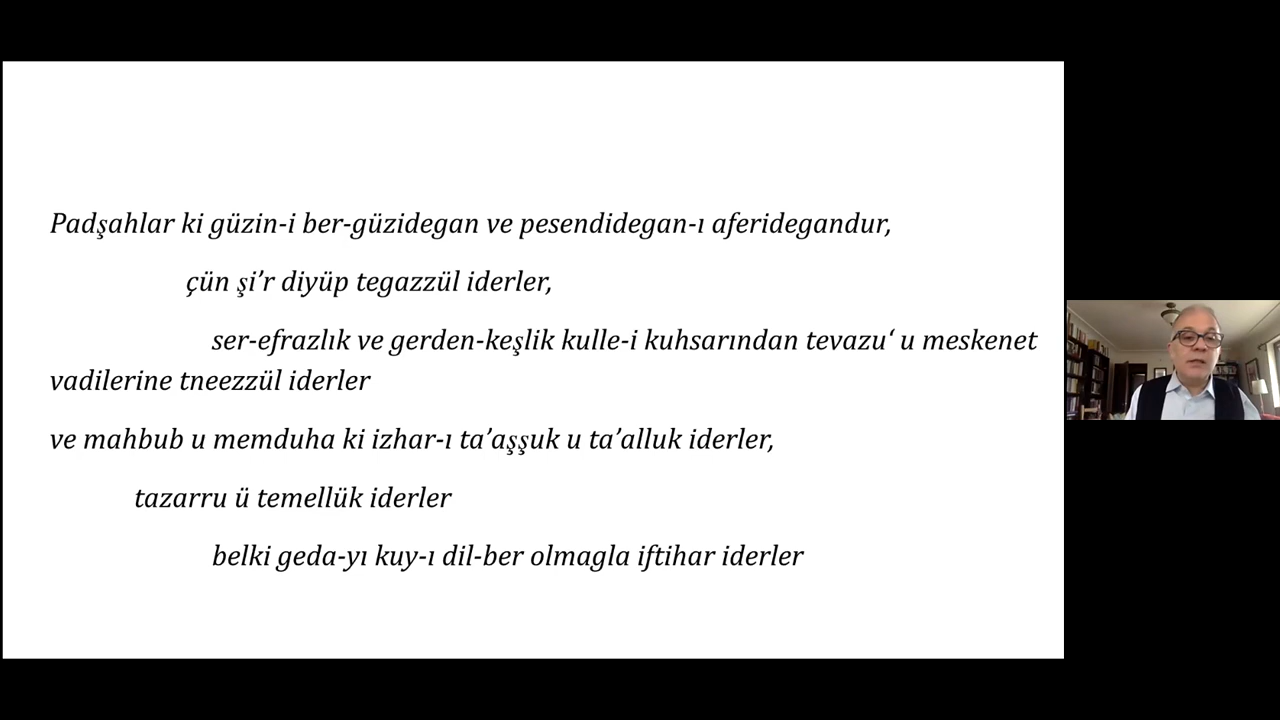 Padşahlar ki güzin-i ber-güzidegan ve pesendidegan-ı aferidegandur,
çün şi’r diyüp tegazzül iderler,
ser-efrazlık ve gerden-keşlik kulle-i kuhsarından tevazu‘ u meskenet
vadilerine tneezzül iderler
ve mahbub u memduha ki izhar-ı ta’aşşuk u ta’alluk iderler,
tazarru ü temellük iderler
belki geda-yı kuy-ı dil-ber olmagla iftihar iderler